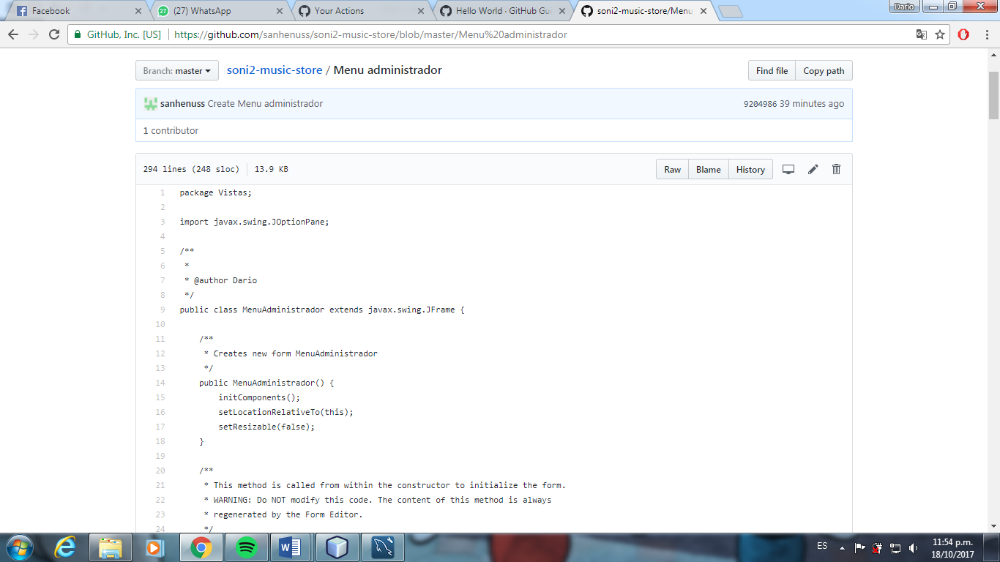 Facebook
27
(27) WhatsApp
Your Actions
Hello World · GitHub Gui
soni2-music-store/Menu
Dario
GitHub, Inc. [US]
https://github.com/sanhenuss/soni2-music-store/blob/master/Menu%20administrador
Branch: master
soni2-music-store / Menu administrador
Find file
Copy path
sanhenuss Create Menu administrador
9204986 39 minutes ago
1 contributor
294 lines (248 sloc)
13.9 KB
Raw
Blame
History
1 package Vistas;
2
3 import javax.swing.JOptionPane;
4
5 /**
6 *
7 * @author Dario
8 */
9 public class MenuAdministrador extends javax.swing.JFrame {
10
11 /**
12 * Creates new form MenuAdministrador
13 */
14 public MenuAdministrador() {
15 initComponents();
16 setLocationRelativeTo(this);
17 setResizable(false);
18 }
19
20 /**
21 * This method is called from within the constructor to initialize the form.
22 * WARNING: Do NOT modify this code. The content of this method is always
23 * regenerated by the Form Editor.
24 */
ES
11:54 p.m.
18/10/2017